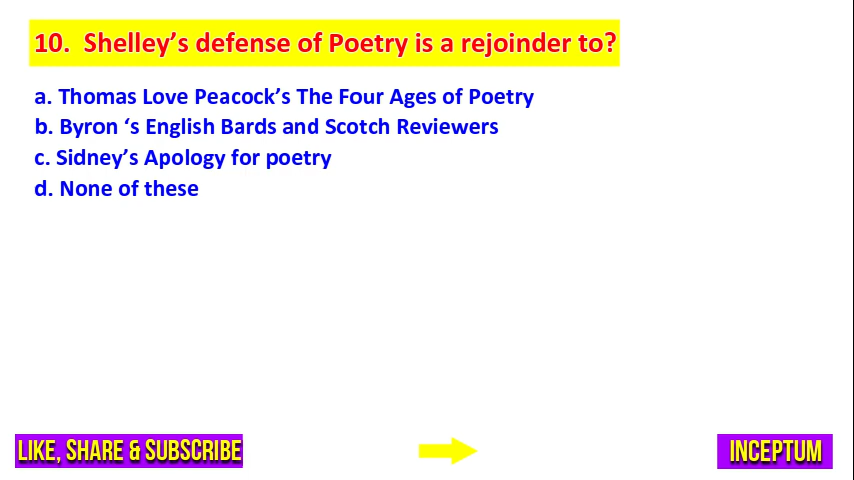 10.  Shelley’s defense of Poetry is a rejoinder to?
a. Thomas Love Peacock’s The Four Ages of Poetry
b. Byron ‘s English Bards and Scotch Reviewers
c. Sidney’s Apology for poetry
d. None of these
LIKE, SHARE & SUBSCRIBE
INCEPTUM